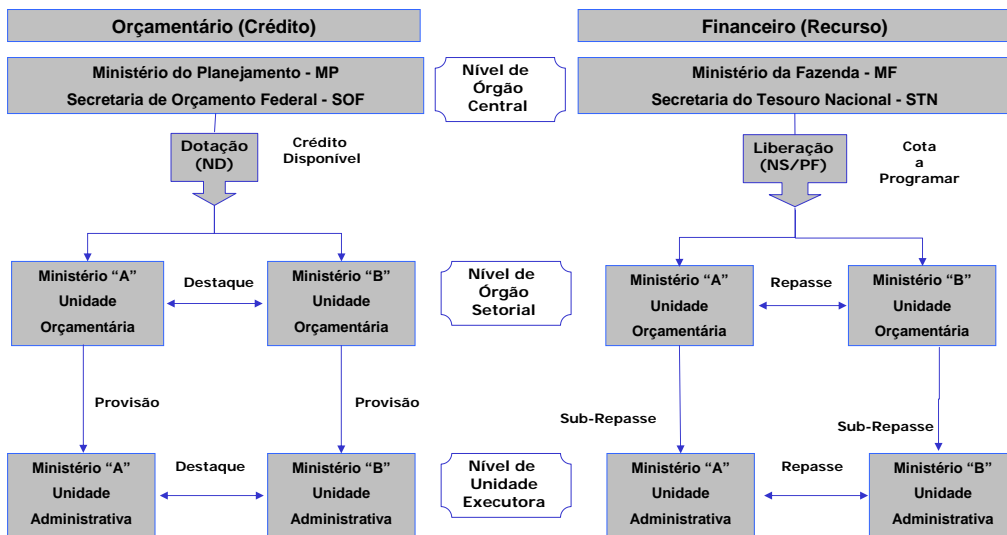 Orçamentário (Crédito)
Financeiro (Recurso)
Ministério do Planejamento - MP
Secretaria de Orçamento Federal - SOF
Nível de
Órgão
Central
Ministério da Fazenda - MF
Secretaria do Tesouro Nacional - STN
Dotação
(ND)
Crédito
Disponível
Liberação
(NS/PF)
Cota
a
Programar
Ministério “A”
Unidade
Orçamentária
Destaque
Ministério “B”
Unidade
Orçamentária
Nível de
Órgão
Setorial
Ministério “A”
Unidade
Orçamentária
Repasse
Ministério “B”
Unidade
Orçamentária
Provisão
Provisão
Sub-Repasse
Sub-Repasse
Ministério “A”
Unidade
Administrativa
Destaque
Ministério “B”
Unidade
Administrativa
Nível de
Unidade
Executora
Ministério “A”
Unidade
Administrativa
Repasse
Ministério “B”
Unidade
Administrativa